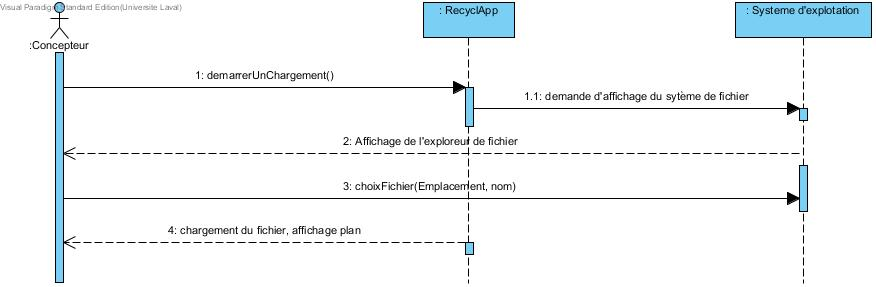 Visual Paradigm Standard Edition(Universite Laval)
: RecyclApp
: Systeme d'explotation
:Concepteur
1: demarrerUnChargement()
1.1: demande d'affichage du sytème de fichier
2: Affichage de l'exploreur de fichier
3: choixFichier(Emplacement, nom)
4: chargement du fichier, affichage plan